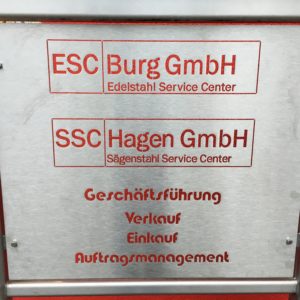 ESC Burg GmbH
Edelstahl Service Center
SSC Hagen GmbH
Sägenstahl Service Center
Geschäftsführung
Verkauf
Einkauf
Auftragsmanagement